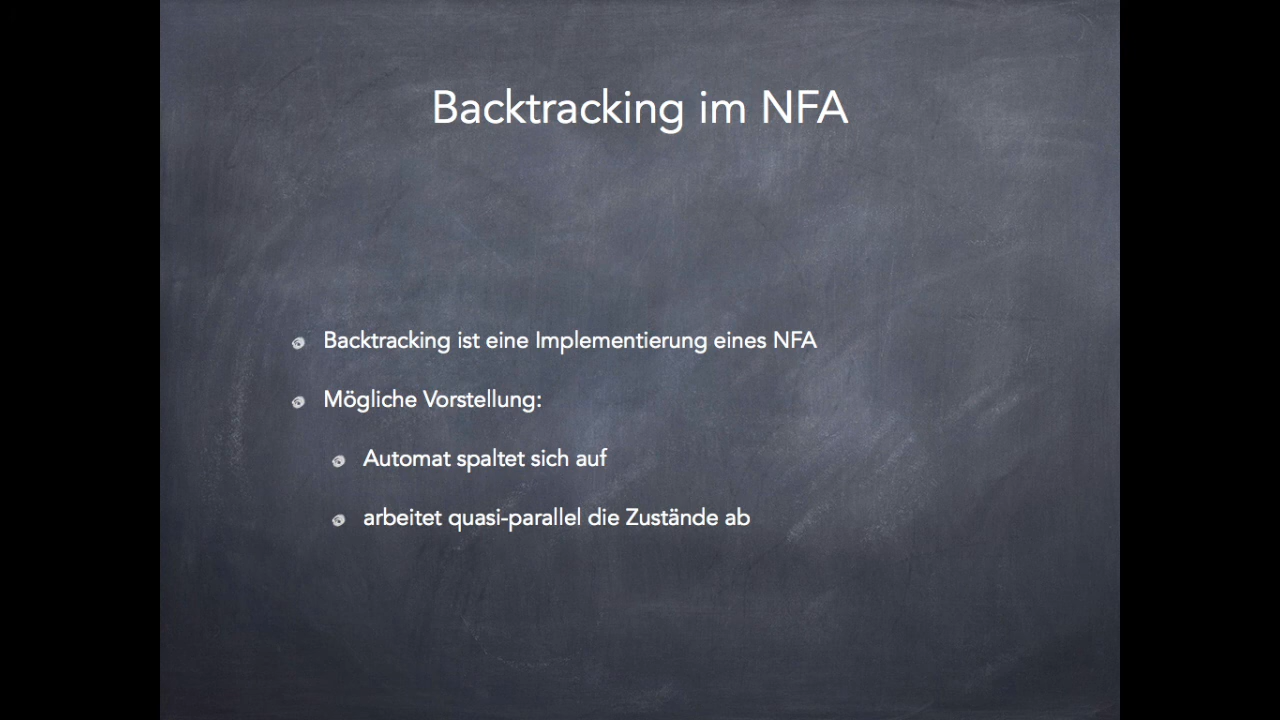 Backtracking im NFA
Backtracking ist eine Implementierung eines NFA
Mögliche Vorstellung:
Automat spaltet sich auf
arbeitet quasi-parallel die Zustände ab